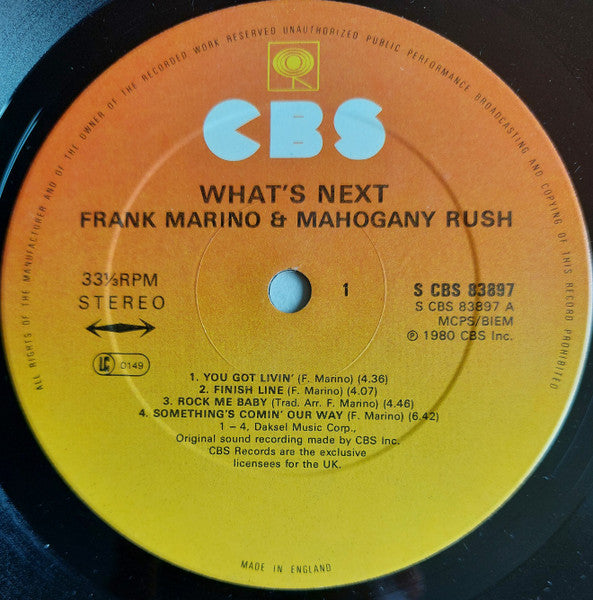 ALL RIGHTS OF THE MANUFACTURER AND OF THE OWNER OF THE RECORDED WORK RESERVED UNAUTHORIZED PUBLIC PERFORMANCE BROADCASTING AND COPYING OF THIS RECORD PROHIBITED
CBS
WHAT'S NEXT
FRANK MARINO & MAHOGANY RUSH
33⅓RPM
STEREO
LC 0149
1
S CBS 83897
S CBS 83897 A
MCPS/BIEM
℗ 1980 CBS Inc.
1. YOU GOT LIVIN' (F. Marino) (4.36)
2. FINISH LINE (F. Marino) (4.07)
3. ROCK ME BABY (Trad. Arr. F. Marino) (4.46)
4. SOMETHING'S COMIN' OUR WAY (F. Marino) (6.42)
1 – 4, Daksel Music Corp.,
Original sound recording made by CBS Inc.
CBS Records are the exclusive
licensees for the UK.
MADE IN ENGLAND